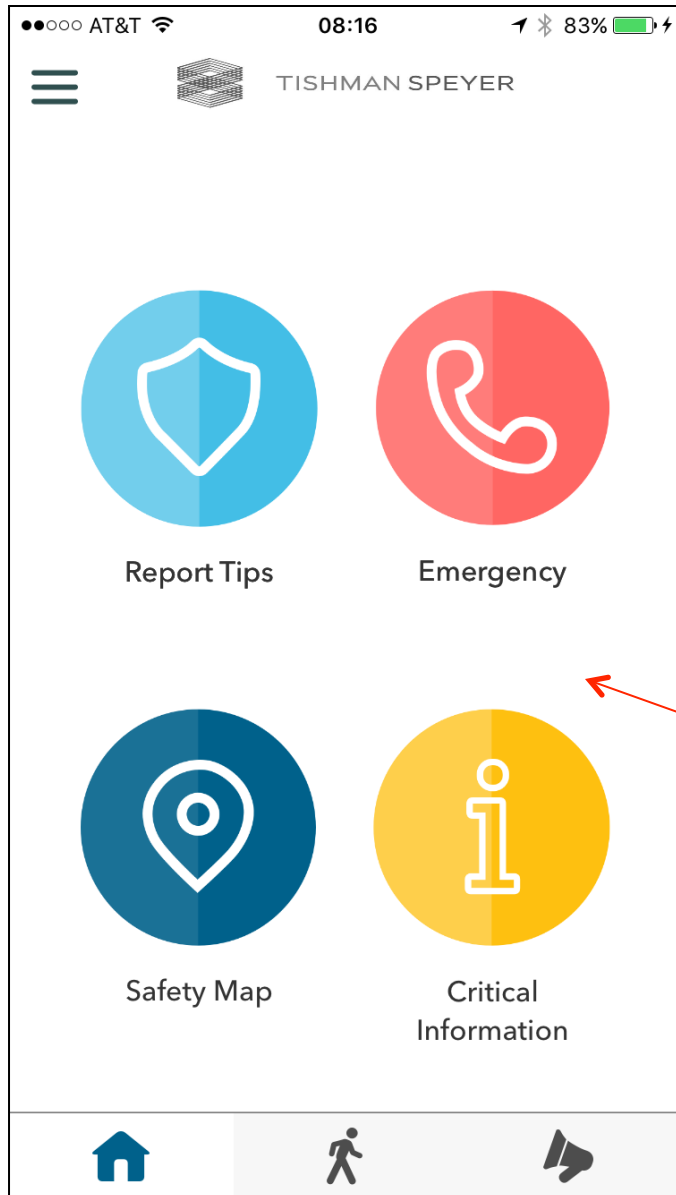 AT&T 08:16 83%
TISHMAN SPEYER
Report Tips Emergency
Safety Map Critical
Information